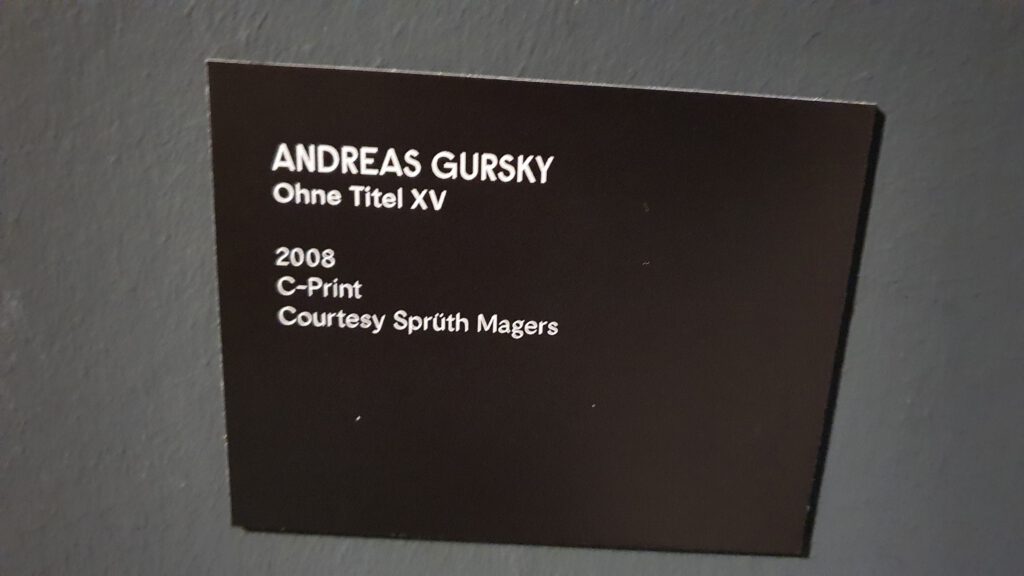 ANDREAS GURSKY
Ohne Titel XV
2008
C-Print
Courtesy Sprüth Magers